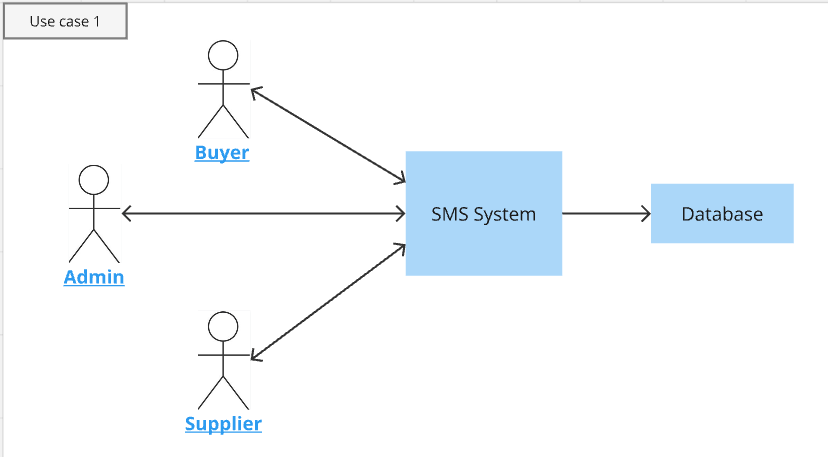 Use case 1
Buyer
SMS System
Database
Admin
Supplier